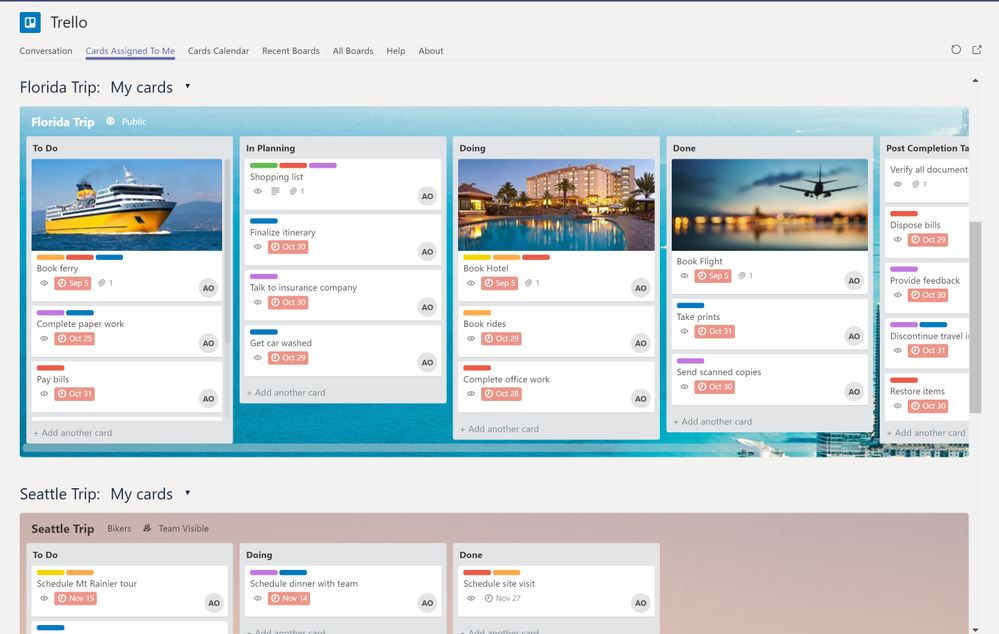 Trello
Conversation Cards Assigned To Me Cards Calendar Recent Boards All Boards Help About
Florida Trip: My cards
Florida Trip Public
To Do
Book ferry
Sep 5 1
AO
Complete paper work
Oct 25
AO
Pay bills
Oct 31
AO
+ Add another card
In Planning
Shopping list
1
AO
Finalize itinerary
Oct 30
AO
Talk to insurance company
Oct 30
AO
Get car washed
Oct 29
AO
+ Add another card
Doing
Book Hotel
Sep 5 1
AO
Book rides
Oct 29
AO
Complete office work
Oct 28
AO
+ Add another card
Done
Book Flight
Sep 5 1
AO
Take prints
Oct 31
AO
Send scanned copies
Oct 30
AO
+ Add another card
Post Completion Ta
Verify all document
1
Dispose bills
Oct 29
Provide feedback
Oct 30
Discontinue travel i
Oct 31
Restore items
Oct 30
+ Add another card
Seattle Trip: My cards
Seattle Trip Bikers Team Visible
To Do
Schedule Mt Rainier tour
Nov 15
AO
Doing
Schedule dinner with team
Nov 14
AO
+ Add another card
Done
Schedule site visit
Nov 27
AO
+ Add another card